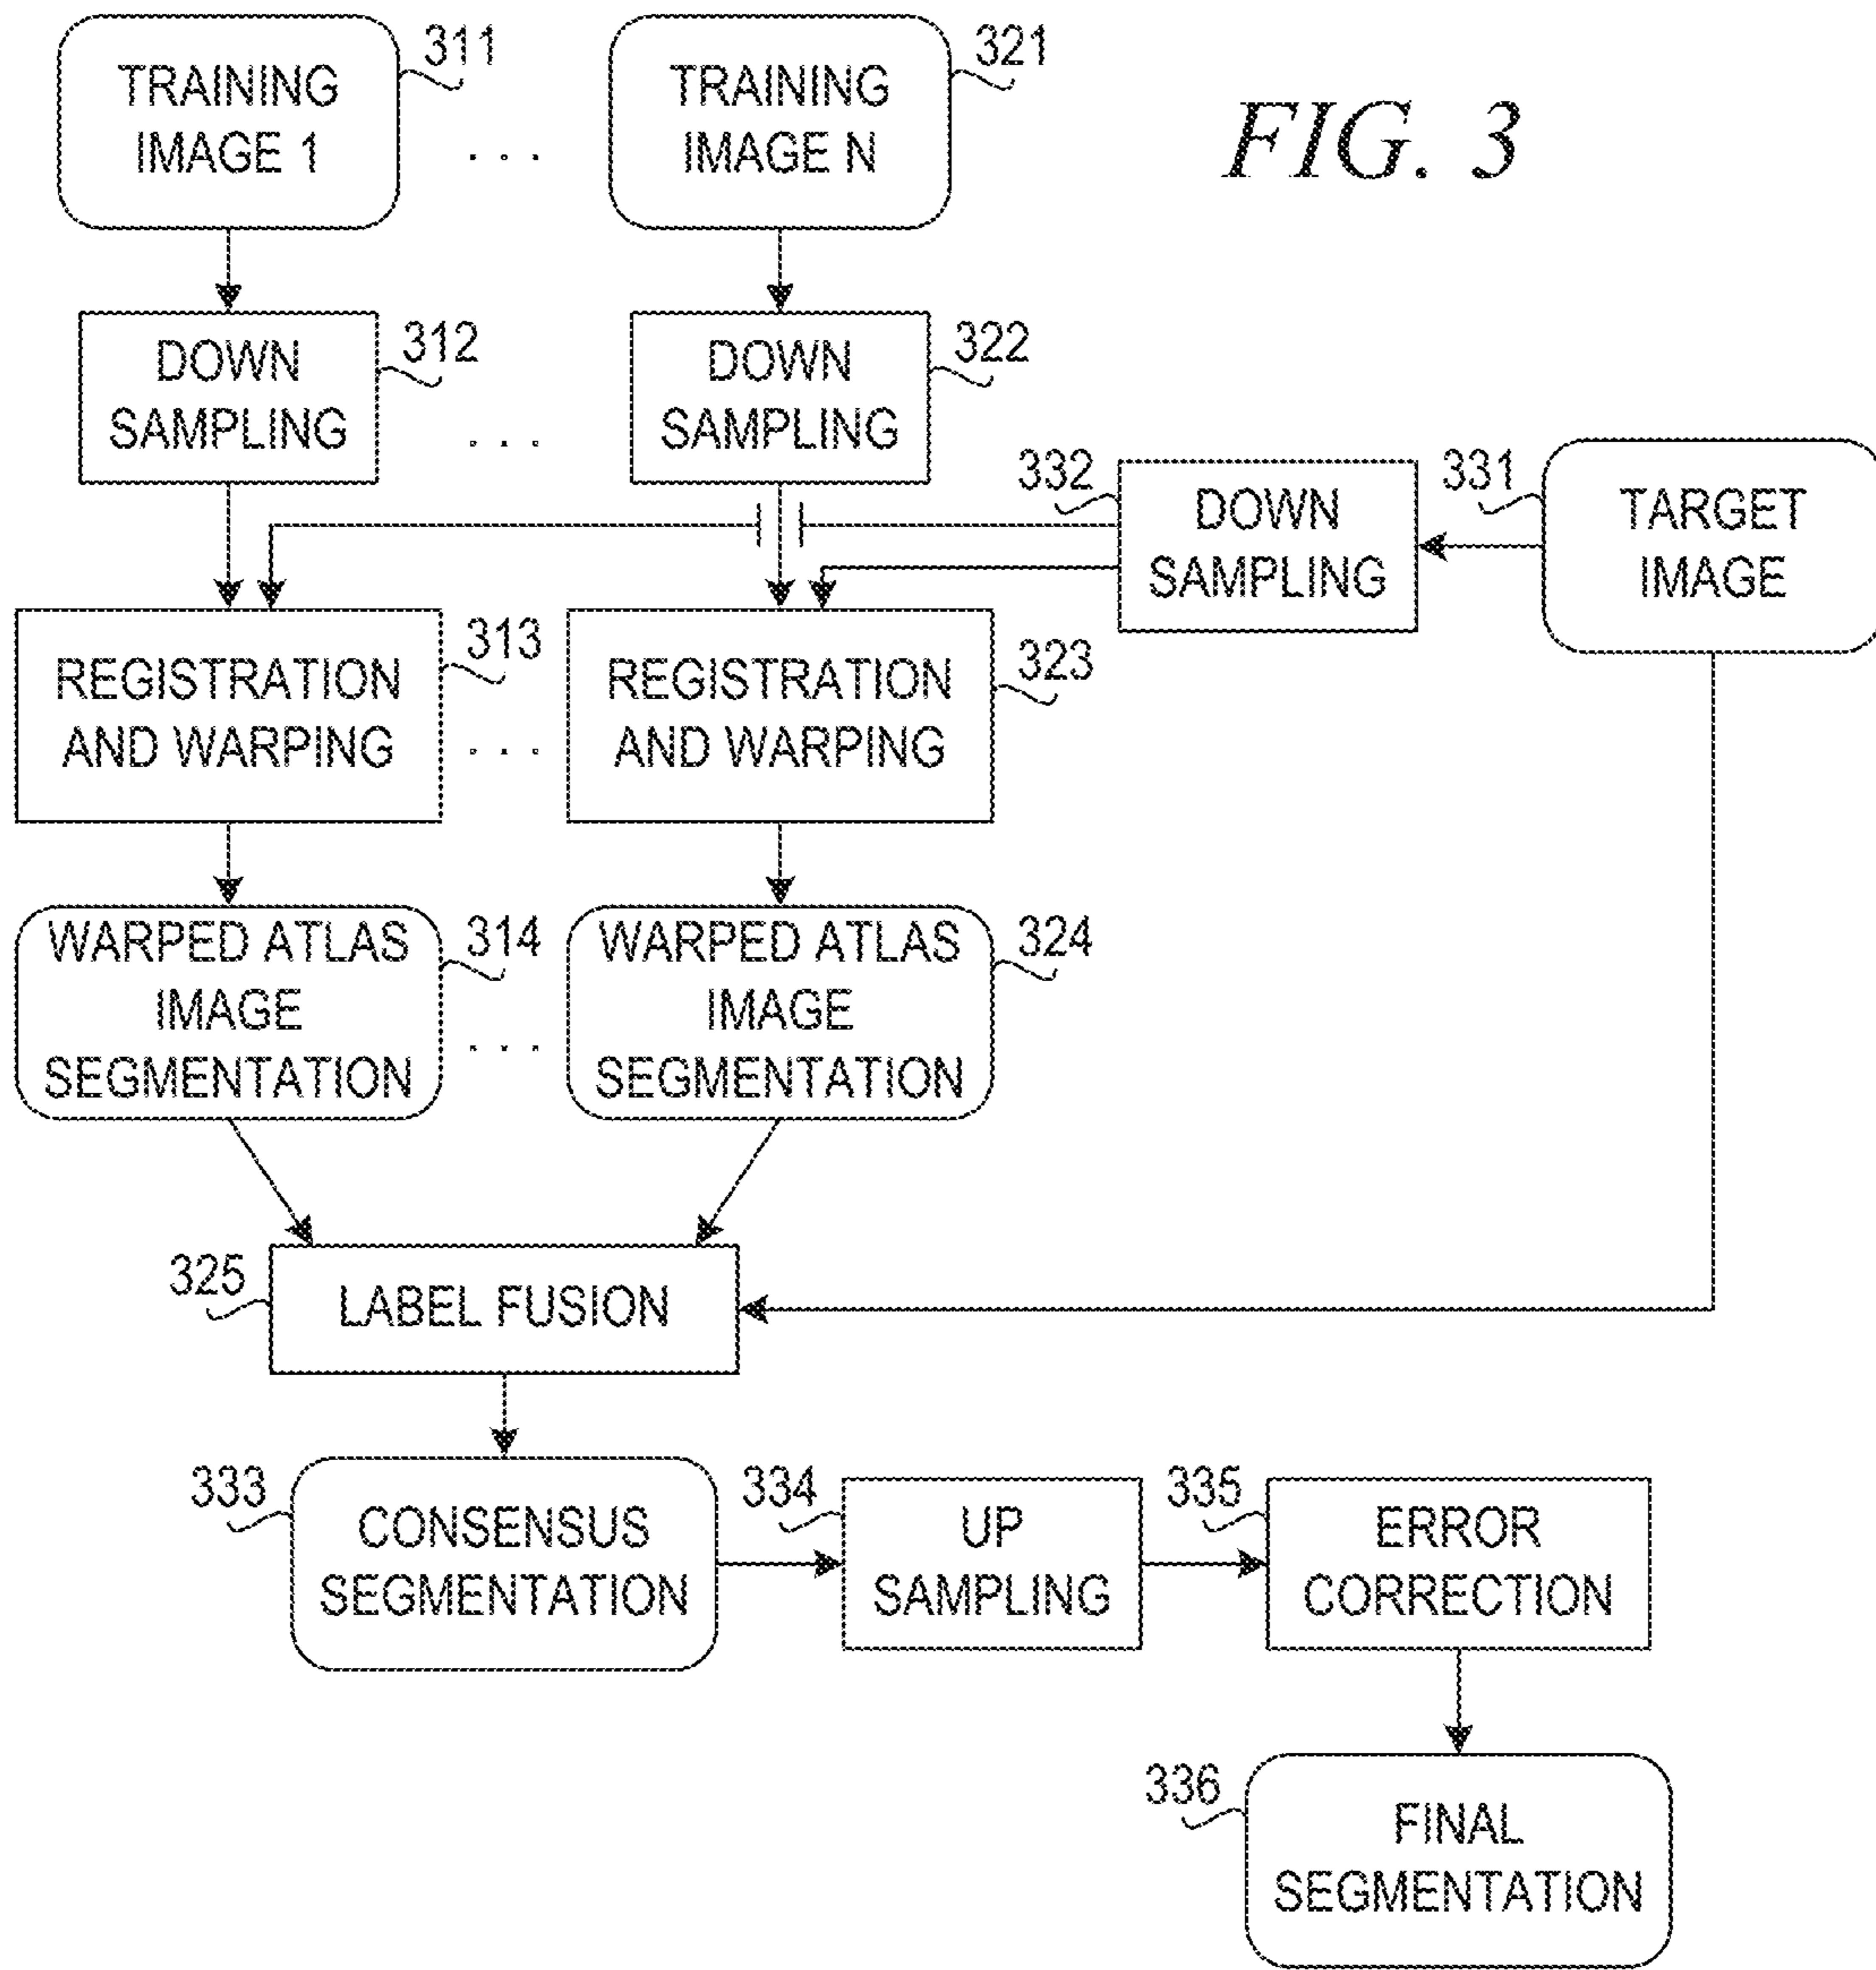 TRAINING
IMAGE 1
311
. . .
TRAINING
IMAGE N
321
FIG. 3
DOWN
SAMPLING
312
. . .
DOWN
SAMPLING
322
332
DOWN
SAMPLING
331
TARGET
IMAGE
REGISTRATION
AND WARPING
313
. . .
REGISTRATION
AND WARPING
323
WARPED ATLAS
IMAGE
SEGMENTATION
314
. . .
WARPED ATLAS
IMAGE
SEGMENTATION
324
325
LABEL FUSION
333
CONSENSUS
SEGMENTATION
334
UP
SAMPLING
335
ERROR
CORRECTION
336
FINAL
SEGMENTATION